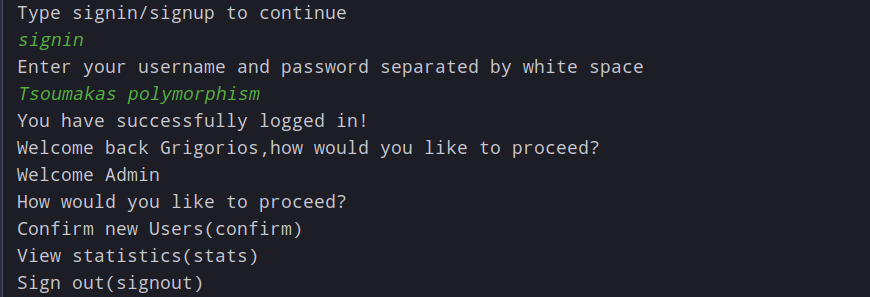 Type signin/signup to continue
signin
Enter your username and password separated by white space
Tsoumakas polymorphism
You have successfully logged in!
Welcome back Grigorios,how would you like to proceed?
Welcome Admin
How would you like to proceed?
Confirm new Users(confirm)
View statistics(stats)
Sign out(signout)